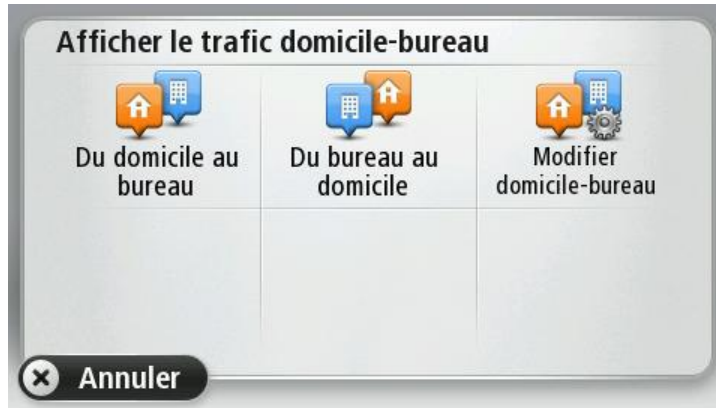 Afficher le trafic domicile-bureau
Du domicile au
bureau
Du bureau au
domicile
Modifier
domicile-bureau
Annuler